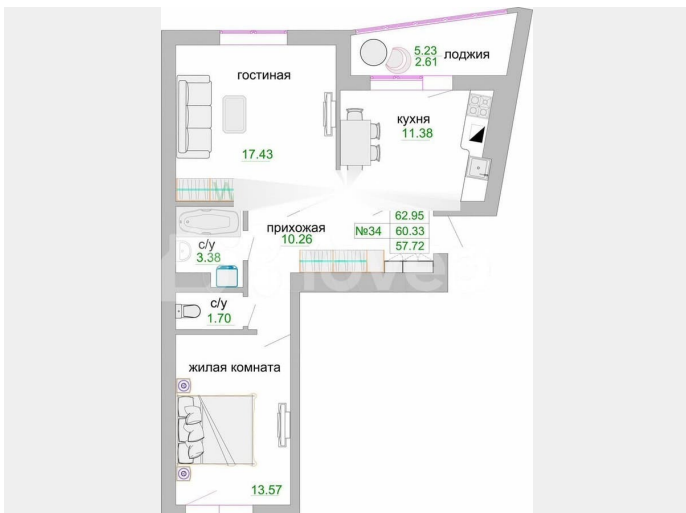 5.23
2.61
лоджия
гостиная
кухня
11.38
17.43
прихожая
10.26
№34
62.95
60.33
57.72
с/у
3.38
с/у
1.70
жилая комната
13.57